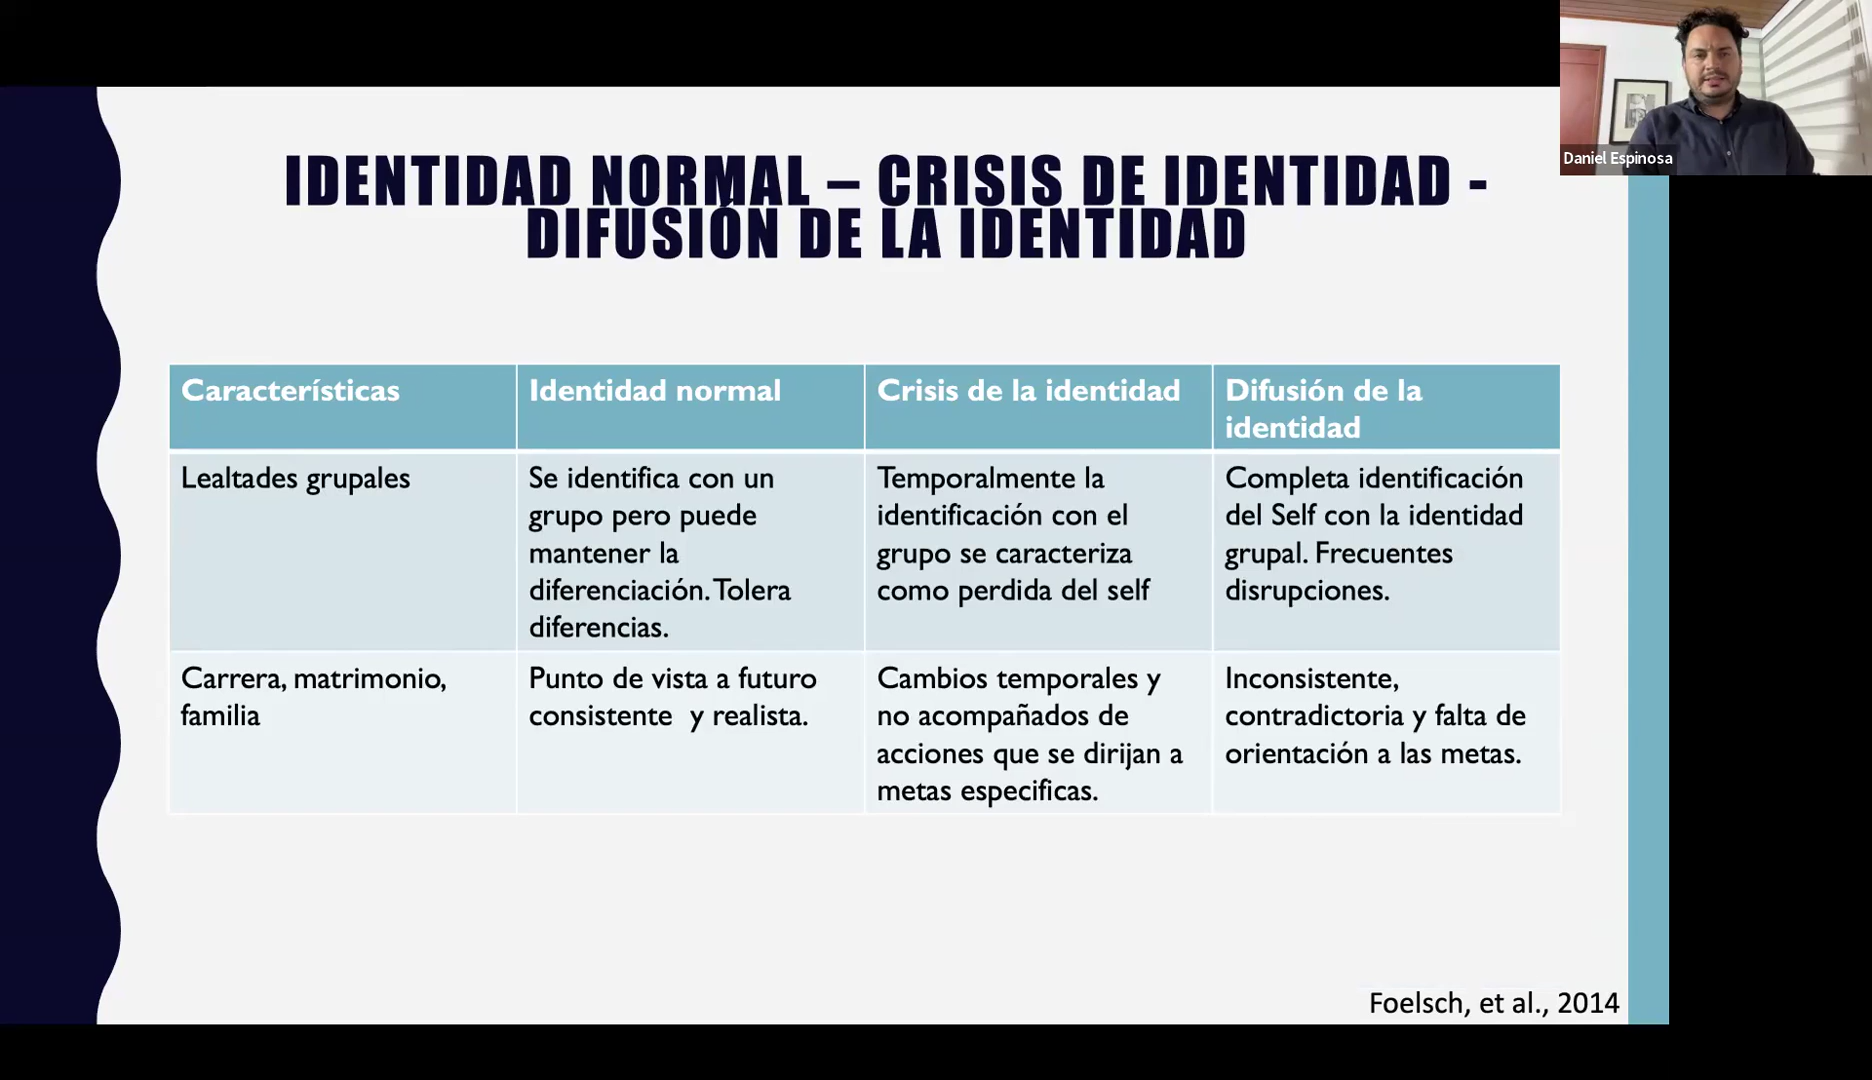 Daniel Espinosa
IDENTIDAD NORMAL – CRISIS DE IDENTIDAD -
DIFUSIÓN DE LA IDENTIDAD
Características
Identidad normal
Crisis de la identidad
Difusión de la
identidad
Lealtades grupales
Se identifica con un
grupo pero puede
mantener la
diferenciación. Tolera
diferencias.
Temporalmente la
identificación con el
grupo se caracteriza
como perdida del self
Completa identificación
del Self con la identidad
grupal. Frecuentes
disrupciones.
Carrera, matrimonio,
familia
Punto de vista a futuro
consistente  y realista.
Cambios temporales y
no acompañados de
acciones que se dirijan a
metas especificas.
Inconsistente,
contradictoria y falta de
orientación a las metas.
Foelsch, et al., 2014